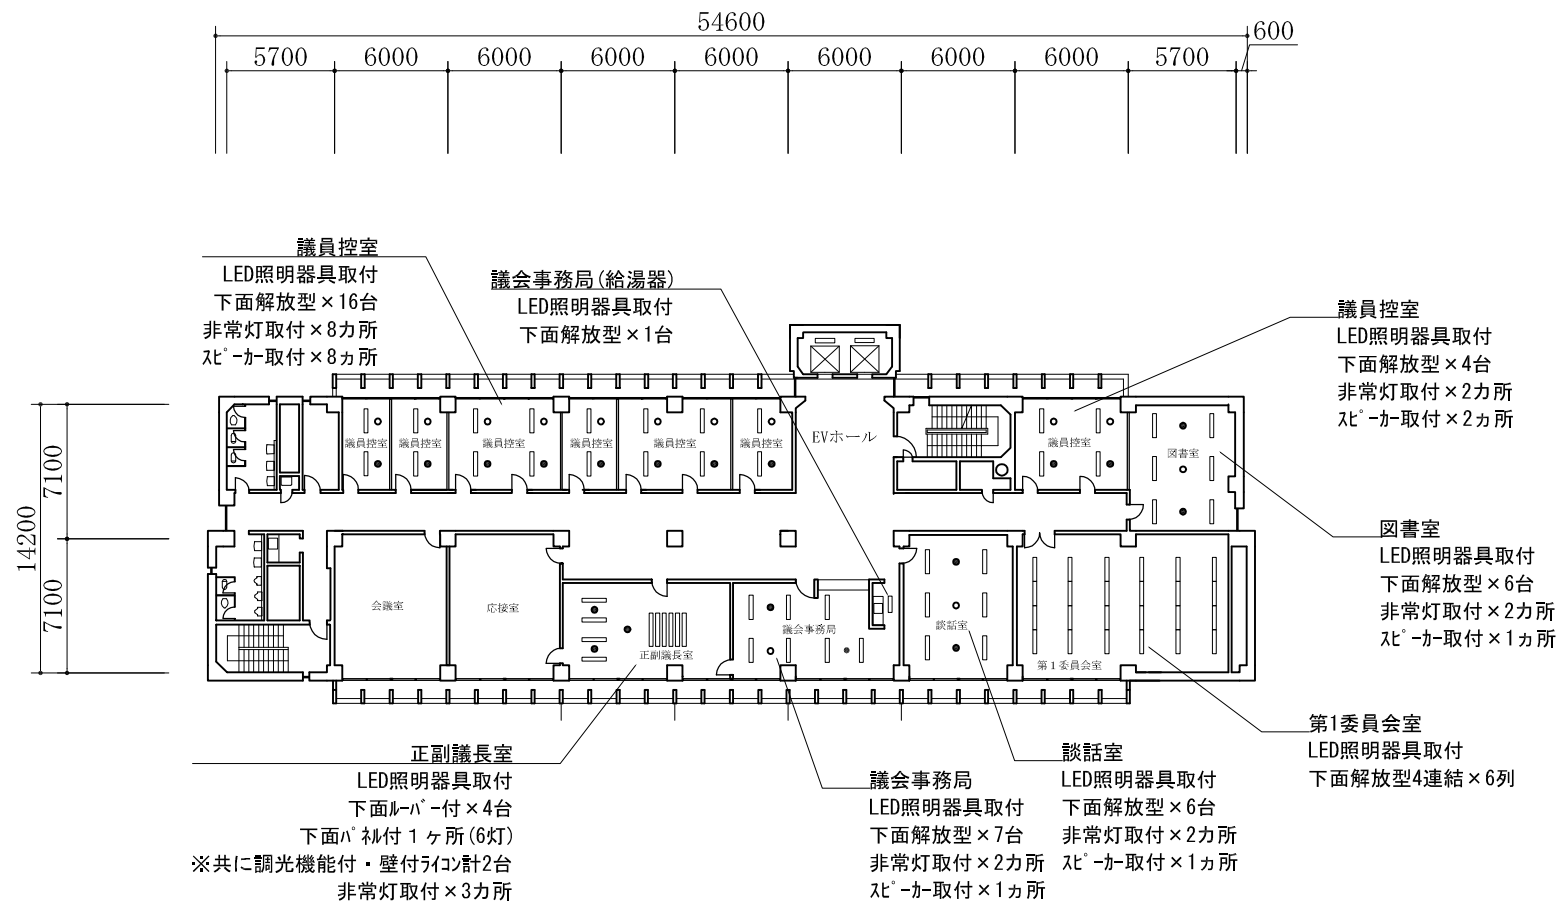 54600
600
5700
6000
6000
6000
6000
6000
6000
6000
5700
議員控室
LED照明器具取付
下面解放型×16台
非常灯取付×8カ所
ｽﾋﾟｰｶｰ取付×8ヵ所
議会事務局(給湯器)
LED照明器具取付
下面解放型×1台
議員控室
LED照明器具取付
下面解放型×4台
非常灯取付×2カ所
ｽﾋﾟｰｶｰ取付×2ヵ所
14200
7100
7100
議員控室
議員控室
議員控室
議員控室
議員控室
議員控室
EVホール
議員控室
図書室
図書室
LED照明器具取付
下面解放型×6台
非常灯取付×2カ所
ｽﾋﾟｰｶｰ取付×1ヵ所
会議室
応接室
正副議長室
議会事務局
談話室
第１委員会室
正副議長室
LED照明器具取付
下面ﾙｰﾊﾞｰ付×4台
下面ﾊﾟﾈﾙ付１ヶ所(6灯)
※共に調光機能付・壁付ﾗｲｺﾝ計2台
非常灯取付×3カ所
議会事務局
LED照明器具取付
下面解放型×7台
非常灯取付×2カ所
ｽﾋﾟｰｶｰ取付×1ヵ所
談話室
LED照明器具取付
下面解放型×6台
非常灯取付×2カ所
ｽﾋﾟｰｶｰ取付×1ヵ所
第1委員会室
LED照明器具取付
下面解放型4連結×6列